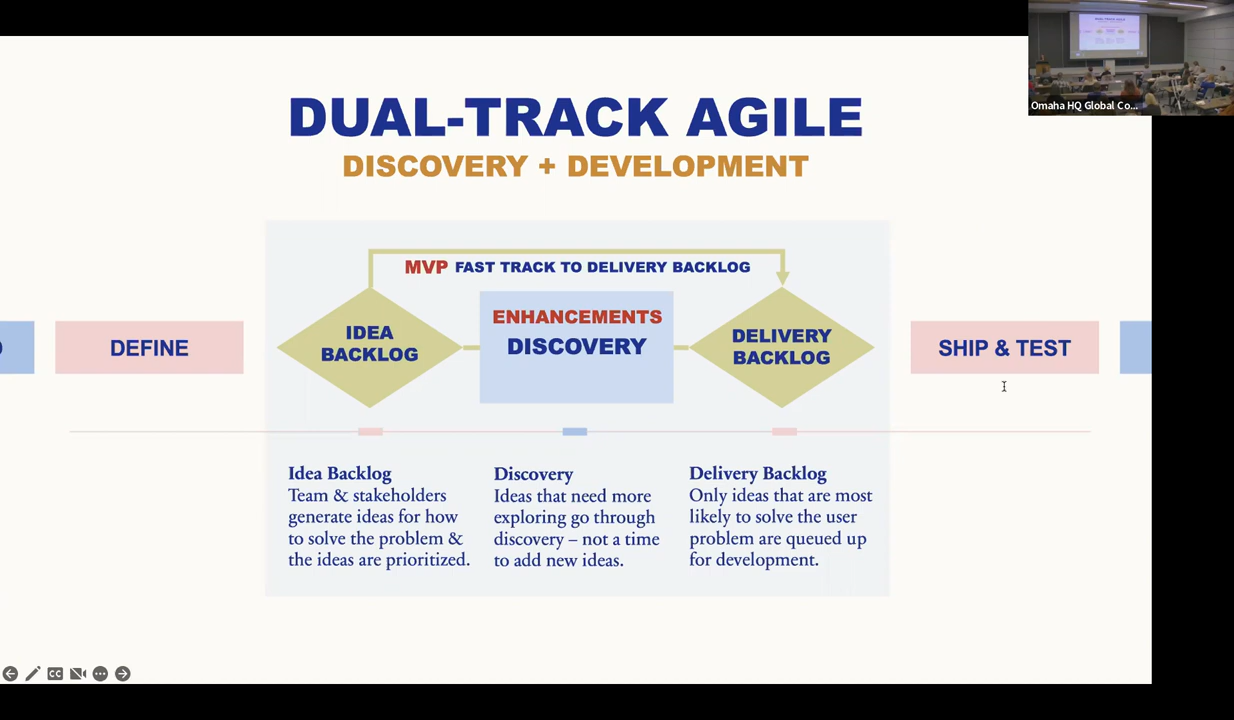 DUAL-TRACK AGILE
DISCOVERY + DEVELOPMENT
Omaha HQ Global Co...
MVP FAST TRACK TO DELIVERY BACKLOG
DEFINE
IDEA
BACKLOG
ENHANCEMENTS
DISCOVERY
DELIVERY
BACKLOG
SHIP & TEST
Idea Backlog
Team & stakeholders
generate ideas for how
to solve the problem &
the ideas are prioritized.
Discovery
Ideas that need more
exploring go through
discovery – not a time
to add new ideas.
Delivery Backlog
Only ideas that are most
likely to solve the user
problem are queued up
for development.
CC